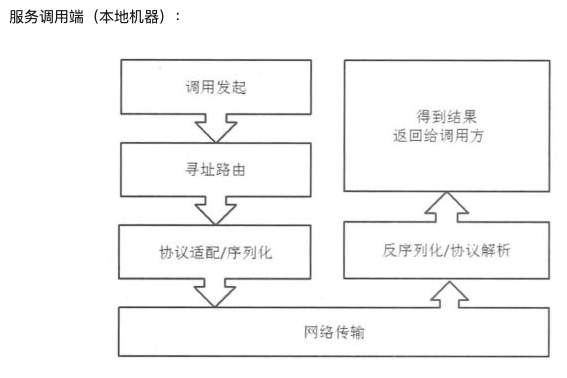 服务调用端（本地机器）：
调用发起
寻址路由
协议适配/序列化
网络传输
反序列化/协议解析
得到结果
返回给调用方